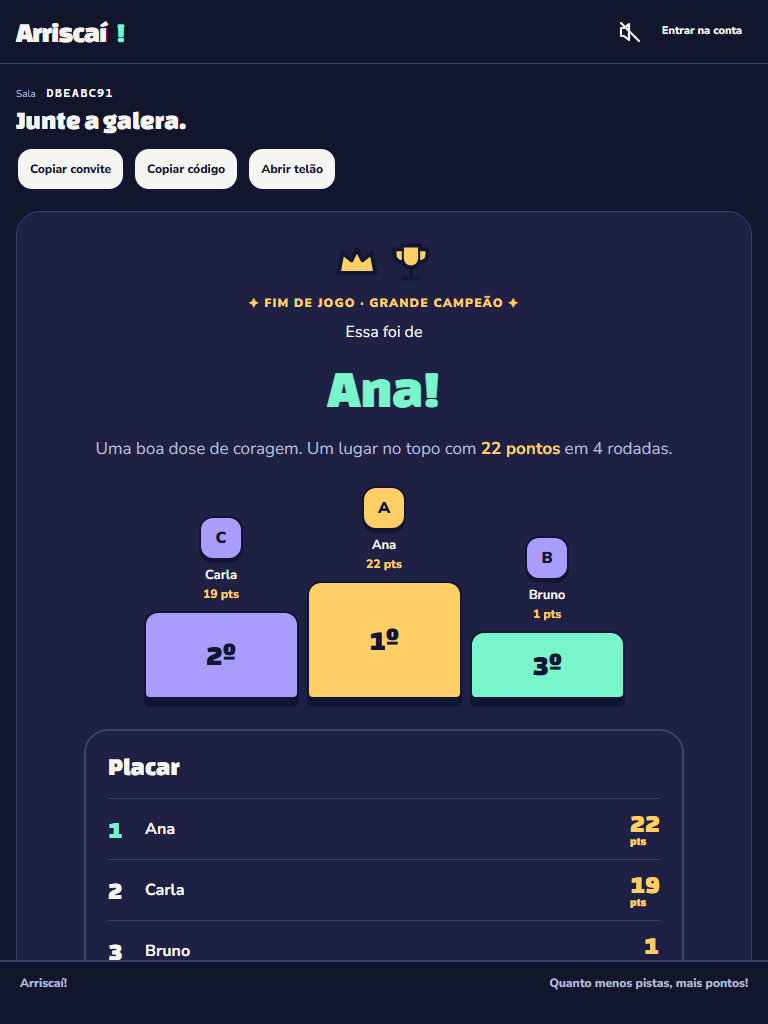 Arriscaí !
Entrar na conta
Sala DBEABC91
Junte a galera.
Copiar convite
Copiar código
Abrir telão
✦ FIM DE JOGO · GRANDE CAMPEÃO ✦
Essa foi de
Ana!
Uma boa dose de coragem. Um lugar no topo com 22 pontos em 4 rodadas.
C
Carla
19 pts
2º
A
Ana
22 pts
1º
B
Bruno
1 pts
3º
Placar
1 Ana 22 pts
2 Carla 19 pts
3 Bruno 1
Arriscaí!
Quanto menos pistas, mais pontos!